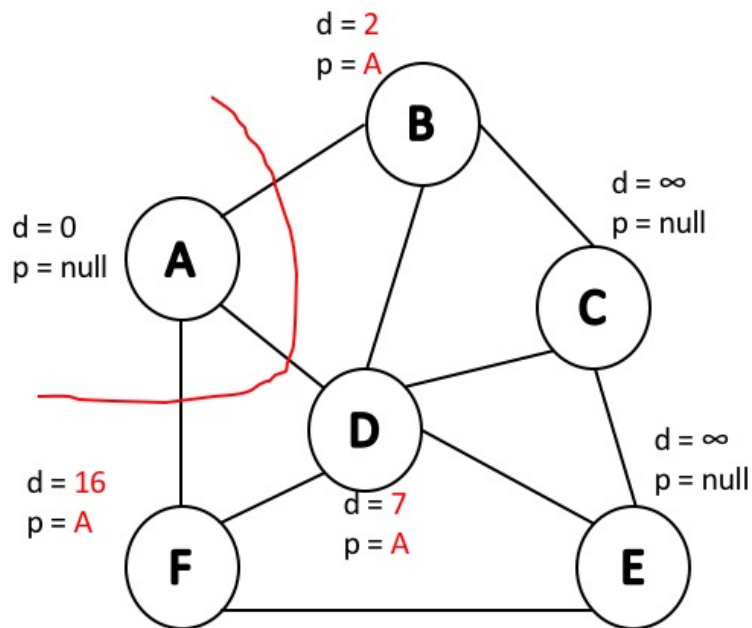 d = 2
p = A
B
d = ∞
p = null
d = 0
p = null
A
C
D
d = ∞
p = null
d = 16
p = A
d = 7
p = A
F
E